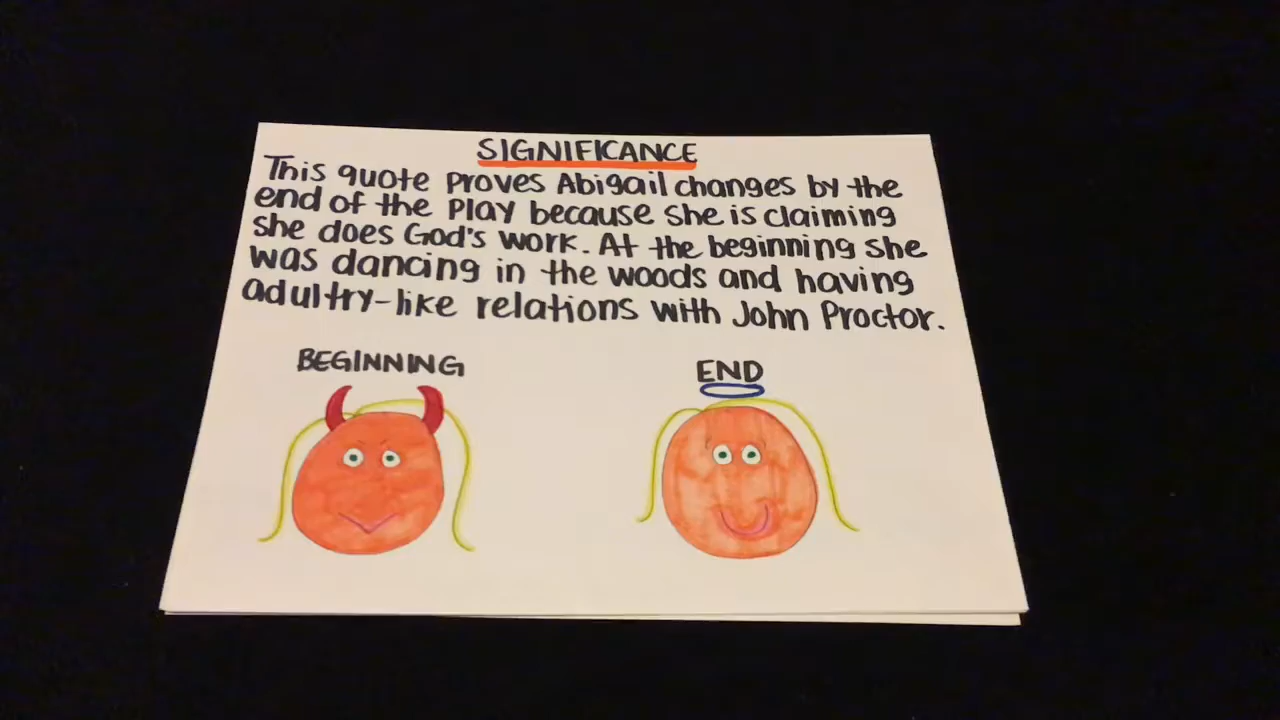 SIGNIFICANCE
This quote proves Abigail changes by the
end of the play because she is claiming
she does God's work. At the beginning she
was dancing in the woods and having
adultry-like relations with John Proctor.
BEGINNING
END